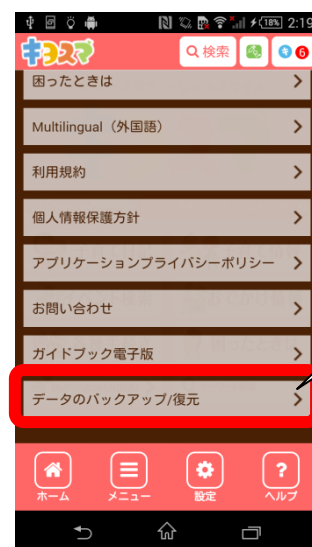 18% 2:19
キヨスマ
検索
6
困ったときは
Multilingual（外国語）
利用規約
個人情報保護方針
アプリケーションプライバシーポリシー
お問い合わせ
ガイドブック電子版
データのバックアップ/復元
ホーム メニュー 設定 ヘルプ